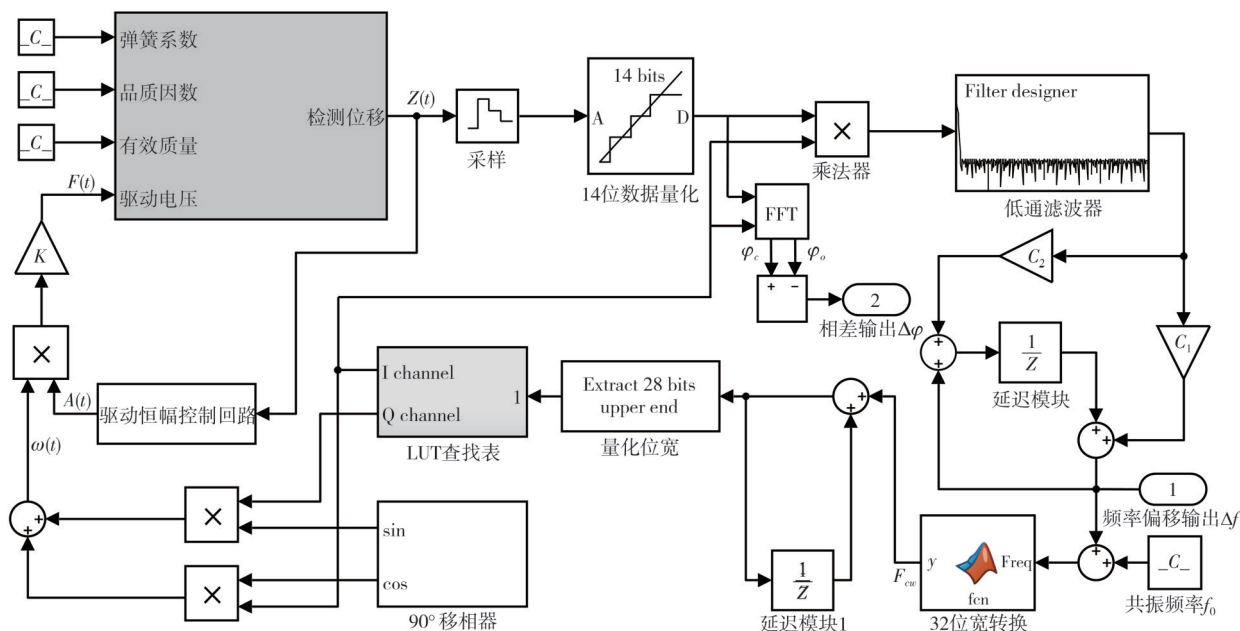 _C_
弹簧系数
_C_
品质因数
_C_
有效质量
F(t)
驱动电压
检测位移
Z(t)
采样
14 bits
A
D
14位数据量化
×
乘法器
Filter designer
低通滤波器
FFT
φc
φo
+
−
2
相差输出Δφ
C2
C1
+
+
1
Z
延迟模块
+
+
1
频率偏移输出Δf
+
+
_C_
共振频率f0
Freq
y
fcn
32位宽转换
Fcw
+
+
1
Z
延迟模块1
Extract 28 bits
upper end
量化位宽
I channel
Q channel
1
LUT查找表
K
×
A(t)
驱动恒幅控制回路
ω(t)
+
+
×
×
sin
cos
90°移相器